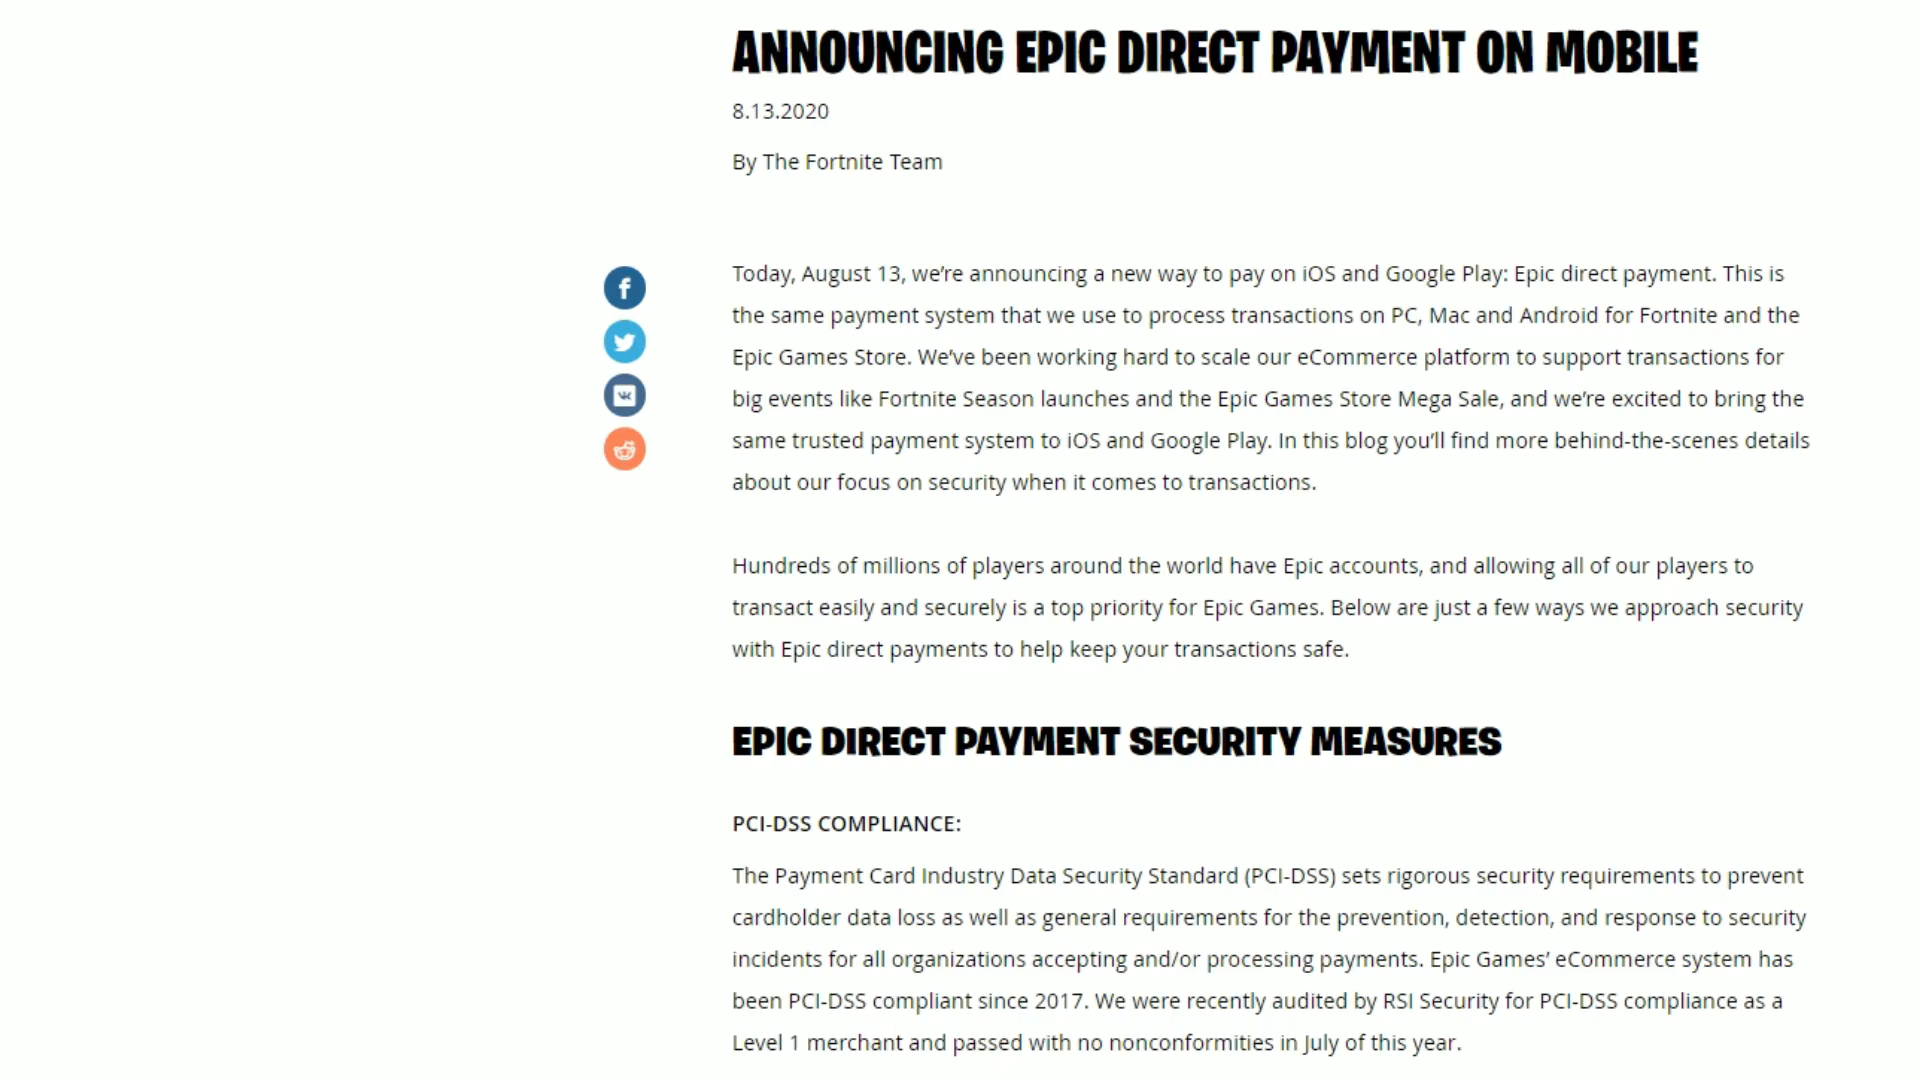 ANNOUNCING EPIC DIRECT PAYMENT ON MOBILE
8.13.2020
By The Fortnite Team
Today, August 13, we’re announcing a new way to pay on iOS and Google Play: Epic direct payment. This is
the same payment system that we use to process transactions on PC, Mac and Android for Fortnite and the
Epic Games Store. We’ve been working hard to scale our eCommerce platform to support transactions for
big events like Fortnite Season launches and the Epic Games Store Mega Sale, and we’re excited to bring the
same trusted payment system to iOS and Google Play. In this blog you’ll find more behind-the-scenes details
about our focus on security when it comes to transactions.
Hundreds of millions of players around the world have Epic accounts, and allowing all of our players to
transact easily and securely is a top priority for Epic Games. Below are just a few ways we approach security
with Epic direct payments to help keep your transactions safe.
EPIC DIRECT PAYMENT SECURITY MEASURES
PCI-DSS COMPLIANCE:
The Payment Card Industry Data Security Standard (PCI-DSS) sets rigorous security requirements to prevent
cardholder data loss as well as general requirements for the prevention, detection, and response to security
incidents for all organizations accepting and/or processing payments. Epic Games’ eCommerce system has
been PCI-DSS compliant since 2017. We were recently audited by RSI Security for PCI-DSS compliance as a
Level 1 merchant and passed with no nonconformities in July of this year.